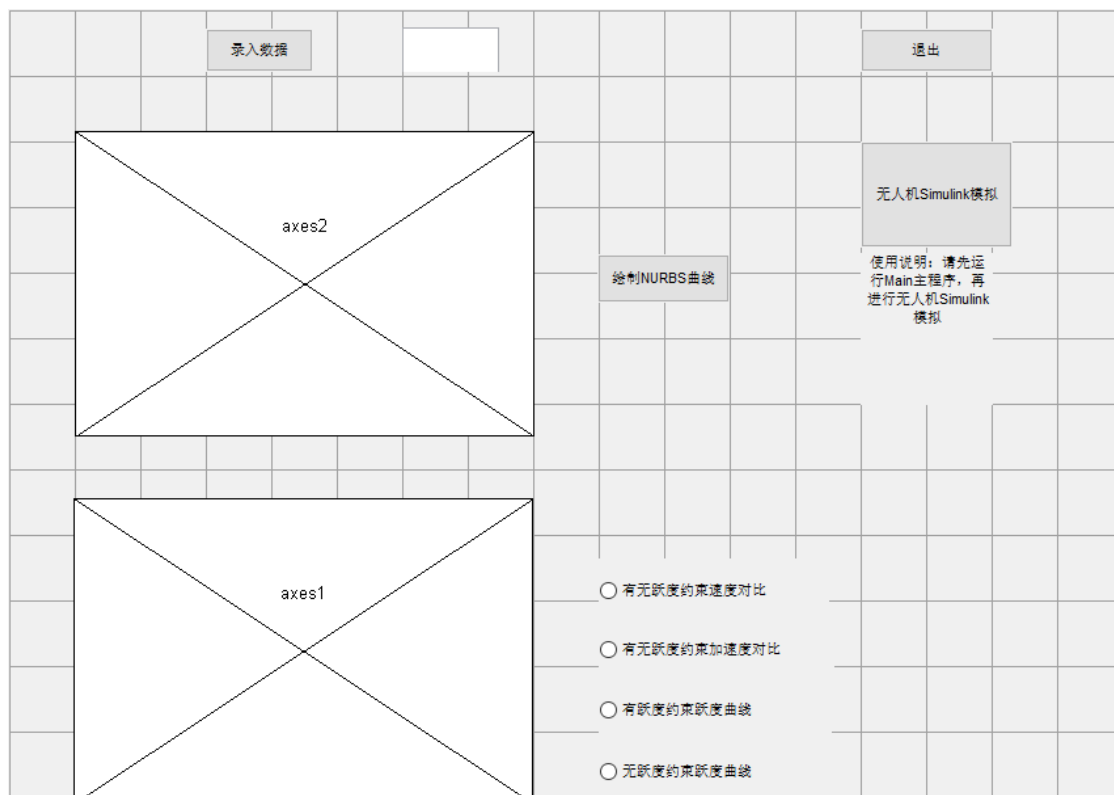 录入数据
退出
axes2
无人机Simulink模拟
绘制NURBS曲线
使用说明：请先运
行Main主程序，再
进行无人机Simulink
模拟
axes1
有无跃度约束速度对比
有无跃度约束加速度对比
有跃度约束跃度曲线
无跃度约束跃度曲线